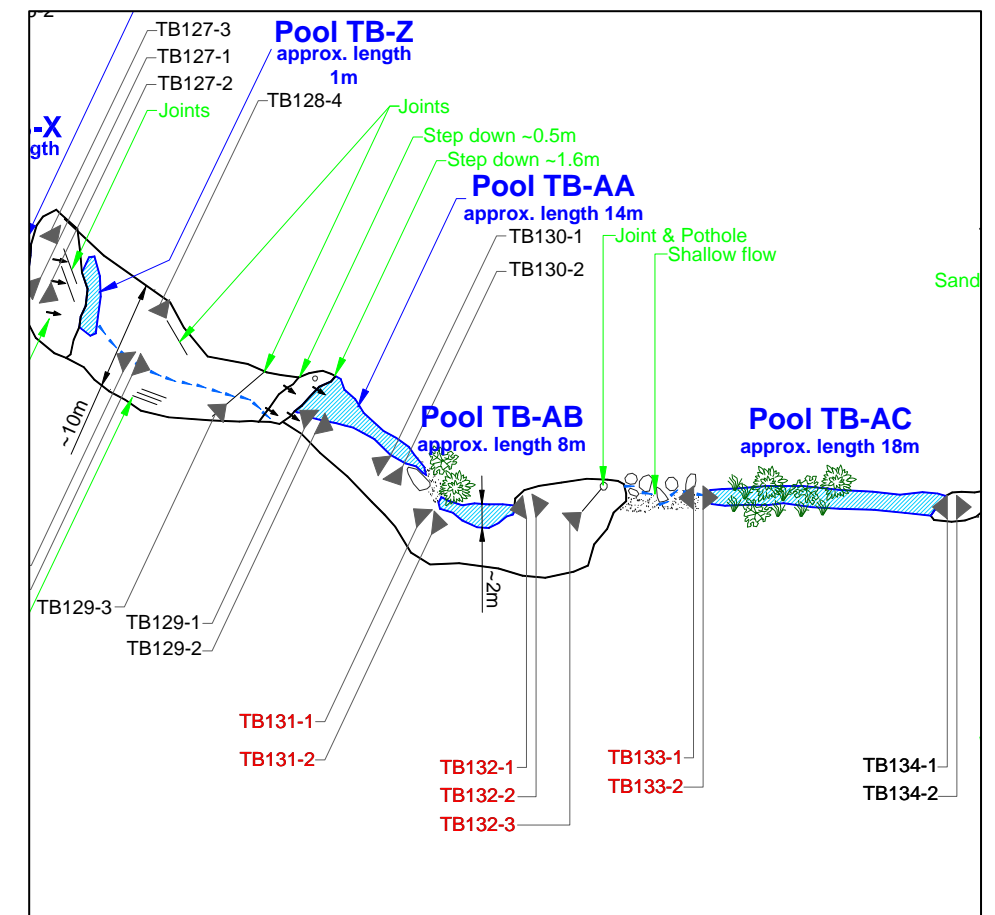 TB127-3
TB127-1
TB127-2
Joints
Pool TB-Z
approx. length
1m
TB128-4
-X
gth
Joints
Step down ~0.5m
Step down ~1.6m
Pool TB-AA
approx. length 14m
TB130-1
TB130-2
Joint & Pothole
Shallow flow
Sand
~10m
Pool TB-AB
approx. length 8m
Pool TB-AC
approx. length 18m
~2m
TB129-3
TB129-1
TB129-2
TB131-1
TB131-2
TB132-1
TB132-2
TB132-3
TB133-1
TB133-2
TB134-1
TB134-2